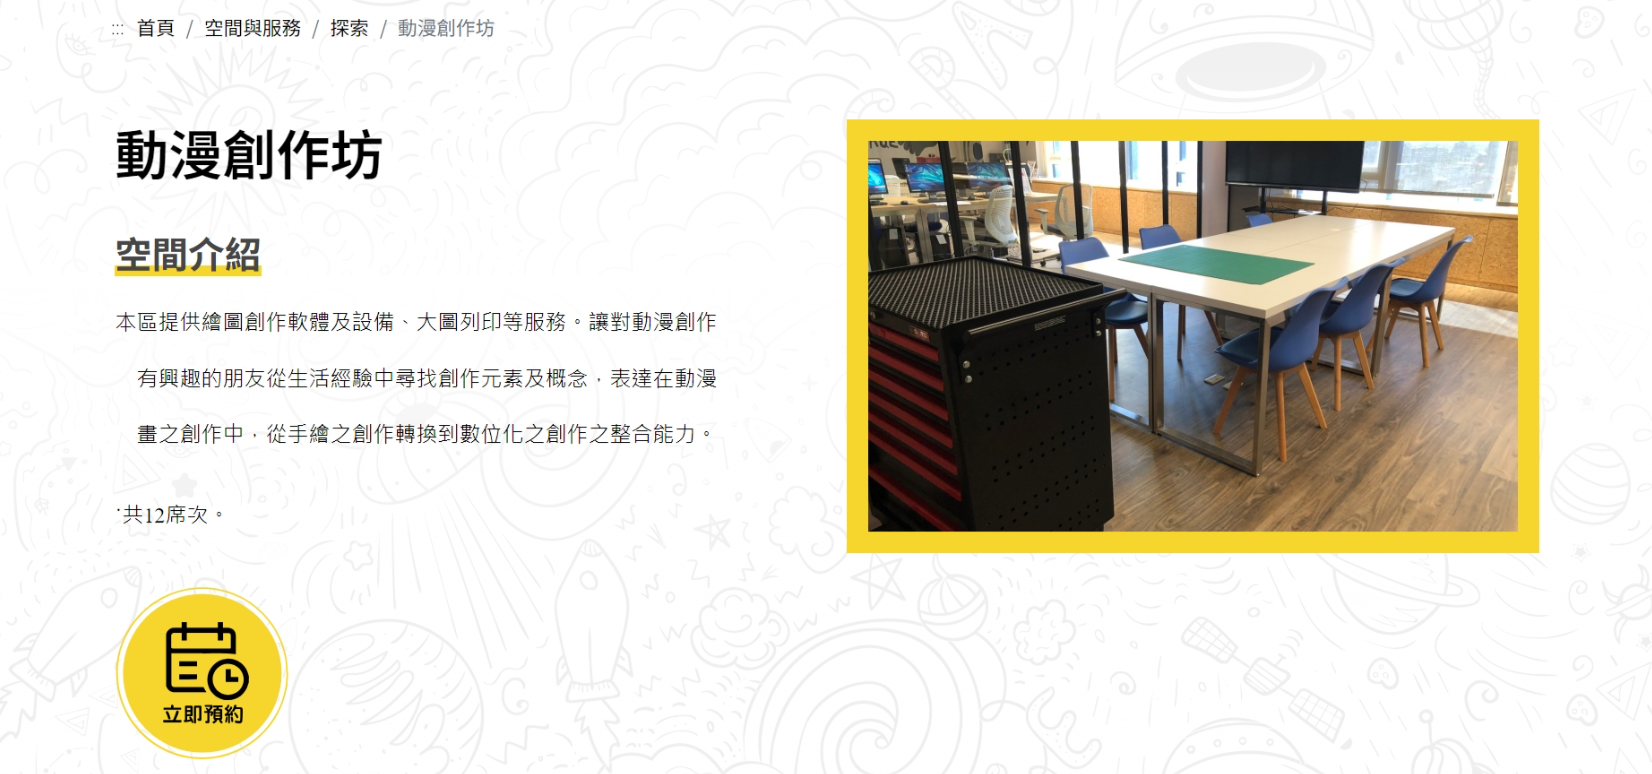 ::: 首頁 / 空間與服務 / 探索 / 動漫創作坊
動漫創作坊
空間介紹
本區提供繪圖創作軟體及設備、大圖列印等服務。讓對動漫創作
有興趣的朋友從生活經驗中尋找創作元素及概念，表達在動漫
畫之創作中，從手繪之創作轉換到數位化之創作之整合能力。
·共12席次。
立即預約